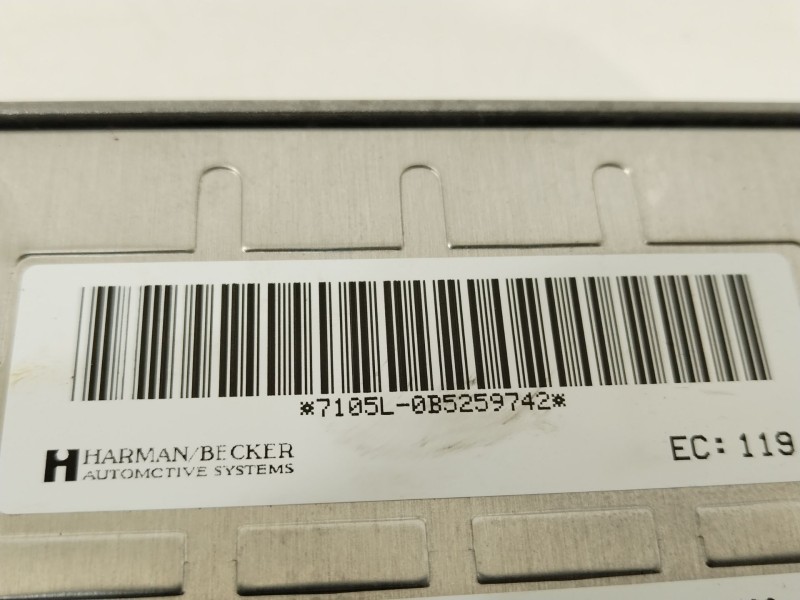 *7105L-0B5259742*
HARMAN/BECKER
AUTOMOTIVE SYSTEMS
EC: 119